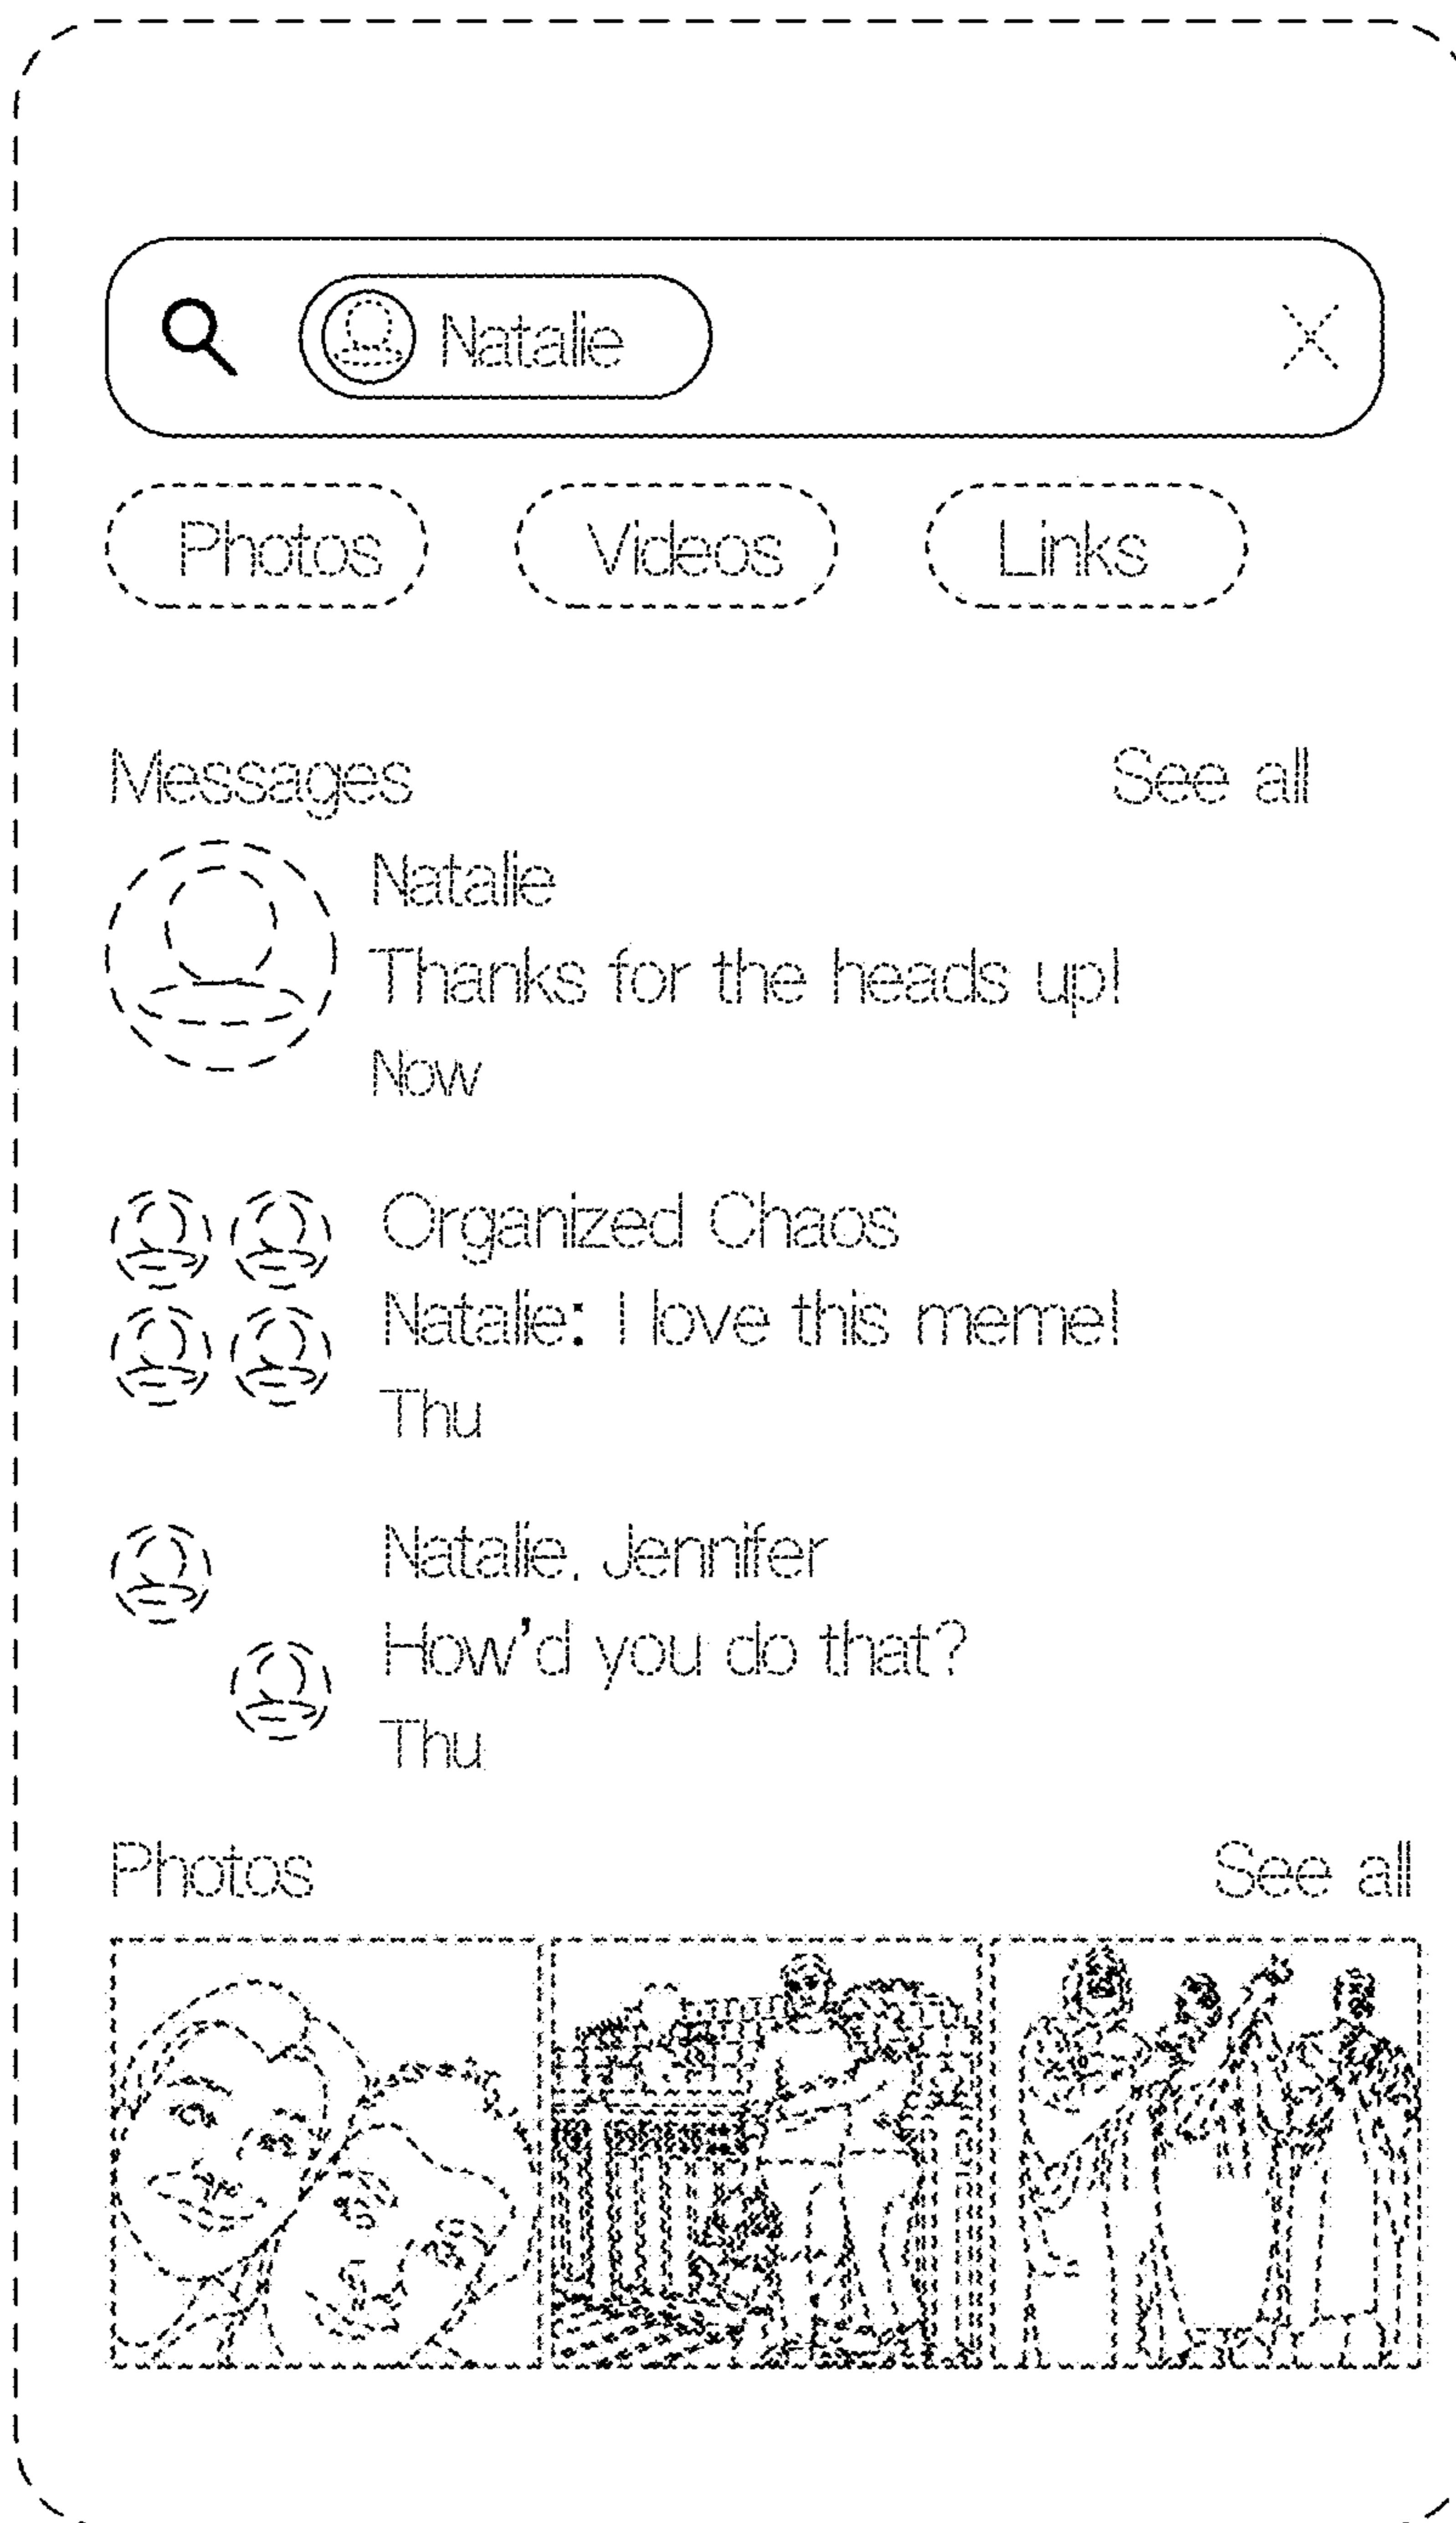 Natalie
Photos Videos Links
Messages See all
Natalie
Thanks for the heads up!
Now
Organized Chaos
Natalie: I love this meme!
Thu
Natalie, Jennifer
How’d you do that?
Thu
Photos See all